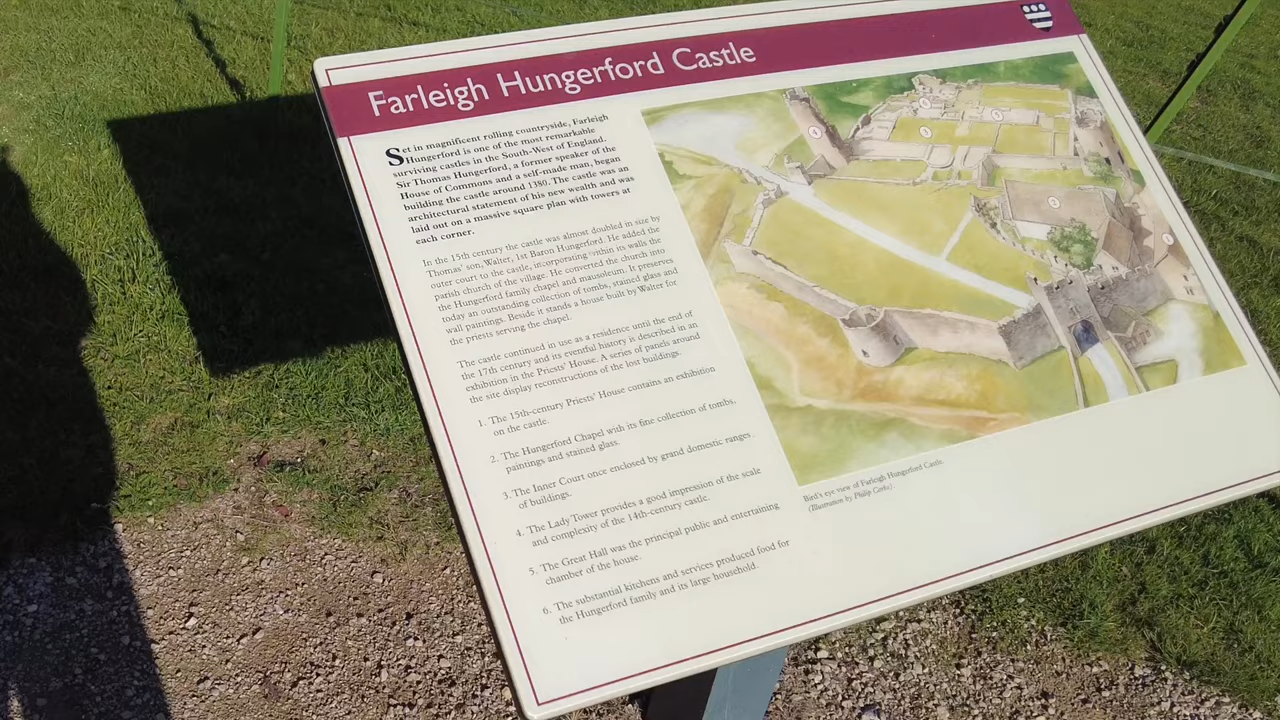 Farleigh Hungerford Castle
Set in magnificent rolling countryside, Farleigh
Hungerford is one of the most remarkable
surviving castles in the South-West of England.
Sir Thomas Hungerford, a former speaker of the
House of Commons and a self-made man, began
building the castle around 1380. The castle was an
architectural statement of his new wealth and was
laid out on a massive square plan with towers at
each corner.
In the 15th century the castle was almost doubled in size by
Thomas' son, Walter, 1st Baron Hungerford. He added the
outer court to the castle, incorporating within its walls the
parish church of the village. He converted the church into
the Hungerford family chapel and mausoleum. It preserves
today an outstanding collection of tombs, stained glass and
wall paintings. Beside it stands a house built by Walter for
the priests serving the chapel.
The castle continued in use as a residence until the end of
the 17th century and its eventful history is described in an
exhibition in the Priests' House. A series of panels around
the site display reconstructions of the lost buildings.
1. The 15th-century Priests' House contains an exhibition
on the castle.
2. The Hungerford Chapel with its fine collection of tombs,
paintings and stained glass.
3. The Inner Court once enclosed by grand domestic ranges
of buildings.
4. The Lady Tower provides a good impression of the scale
and complexity of the 14th-century castle.
5. The Great Hall was the principal public and entertaining
chamber of the house.
6. The substantial kitchens and services produced food for
the Hungerford family and its large household.
Bird's eye view of Farleigh Hungerford Castle.
(Illustration by Philip